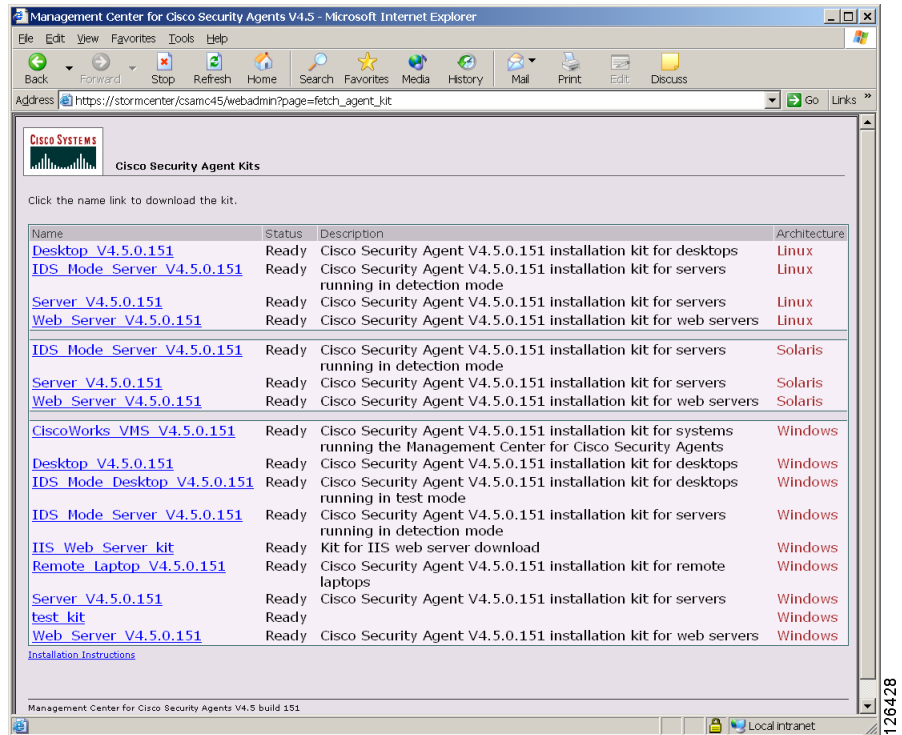 Management Center for Cisco Security Agents V4.5 - Microsoft Internet Explorer
File Edit View Favorites Tools Help
Back Forward Stop Refresh Home Search Favorites Media History Mail Print Edit Discuss
Address https://stormcenter/csamc45/webadmin?page=fetch_agent_kit Go Links »
CISCO SYSTEMS
Cisco Security Agent Kits
Click the name link to download the kit.
Name Status Description Architecture
Desktop_V4.5.0.151 Ready Cisco Security Agent V4.5.0.151 installation kit for desktops Linux
IDS_Mode_Server_V4.5.0.151 Ready Cisco Security Agent V4.5.0.151 installation kit for servers Linux
running in detection mode
Server_V4.5.0.151 Ready Cisco Security Agent V4.5.0.151 installation kit for servers Linux
Web_Server_V4.5.0.151 Ready Cisco Security Agent V4.5.0.151 installation kit for web servers Linux
IDS_Mode_Server_V4.5.0.151 Ready Cisco Security Agent V4.5.0.151 installation kit for servers Solaris
running in detection mode
Server_V4.5.0.151 Ready Cisco Security Agent V4.5.0.151 installation kit for servers Solaris
Web_Server_V4.5.0.151 Ready Cisco Security Agent V4.5.0.151 installation kit for web servers Solaris
CiscoWorks_VMS_V4.5.0.151 Ready Cisco Security Agent V4.5.0.151 installation kit for systems Windows
running the Management Center for Cisco Security Agents
Desktop_V4.5.0.151 Ready Cisco Security Agent V4.5.0.151 installation kit for desktops Windows
IDS_Mode_Desktop_V4.5.0.151 Ready Cisco Security Agent V4.5.0.151 installation kit for desktops Windows
running in test mode
IDS_Mode_Server_V4.5.0.151 Ready Cisco Security Agent V4.5.0.151 installation kit for servers Windows
running in detection mode
IIS_Web_Server_kit Ready Kit for IIS web server download Windows
Remote_Laptop_V4.5.0.151 Ready Cisco Security Agent V4.5.0.151 installation kit for remote Windows
laptops
Server_V4.5.0.151 Ready Cisco Security Agent V4.5.0.151 installation kit for servers Windows
test_kit Ready Windows
Web_Server_V4.5.0.151 Ready Cisco Security Agent V4.5.0.151 installation kit for web servers Windows
Installation Instructions
Management Center for Cisco Security Agents V4.5 build 151
Local intranet
126428